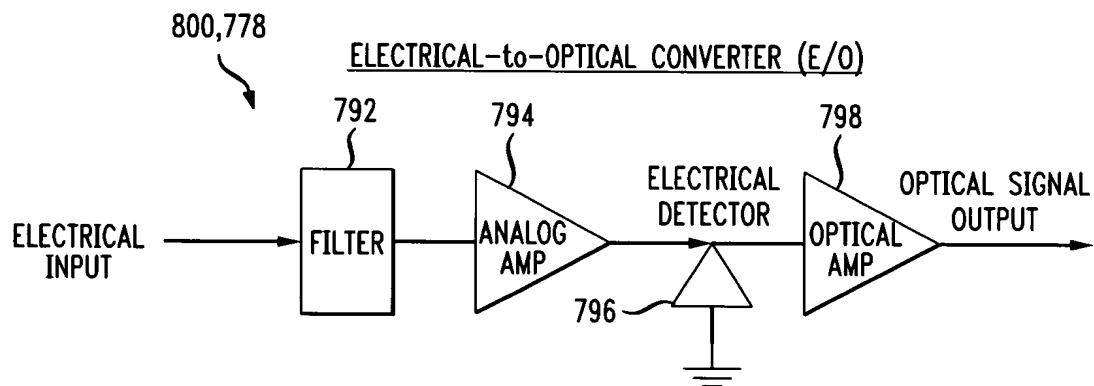 800,778
ELECTRICAL-to-OPTICAL CONVERTER (E/O)
792
794
798
ELECTRICAL
DETECTOR
OPTICAL SIGNAL
OUTPUT
ELECTRICAL
INPUT
FILTER
ANALOG
AMP
OPTICAL
AMP
796